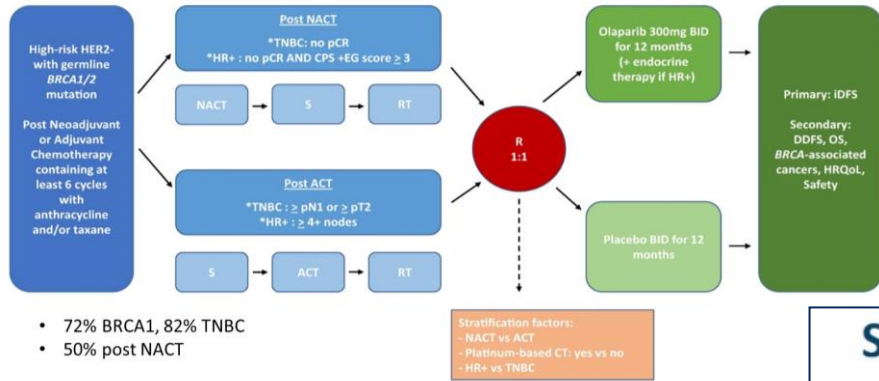 High-risk HER2-
with germline
BRCA1/2
mutation
Post Neoadjuvant
or Adjuvant
Chemotherapy
containing at
least 6 cycles
with
anthracycline
and/or taxane
Post NACT
*TNBC: no pCR
*HR+ : no pCR AND CPS +EG score ≥ 3
NACT
S
RT
Post ACT
*TNBC : ≥ pN1 or ≥ pT2
*HR+ : ≥ 4+ nodes
S
ACT
RT
R
1:1
Olaparib 300mg BID
for 12 months
(+ endocrine
therapy if HR+)
Placebo BID for 12
months
Primary: iDFS
Secondary:
DDFS, OS,
BRCA-associated
cancers, HRQoL,
Safety
Stratification factors:
- NACT vs ACT
- Platinum-based CT: yes vs no
- HR+ vs TNBC
• 72% BRCA1, 82% TNBC
• 50% post NACT
S